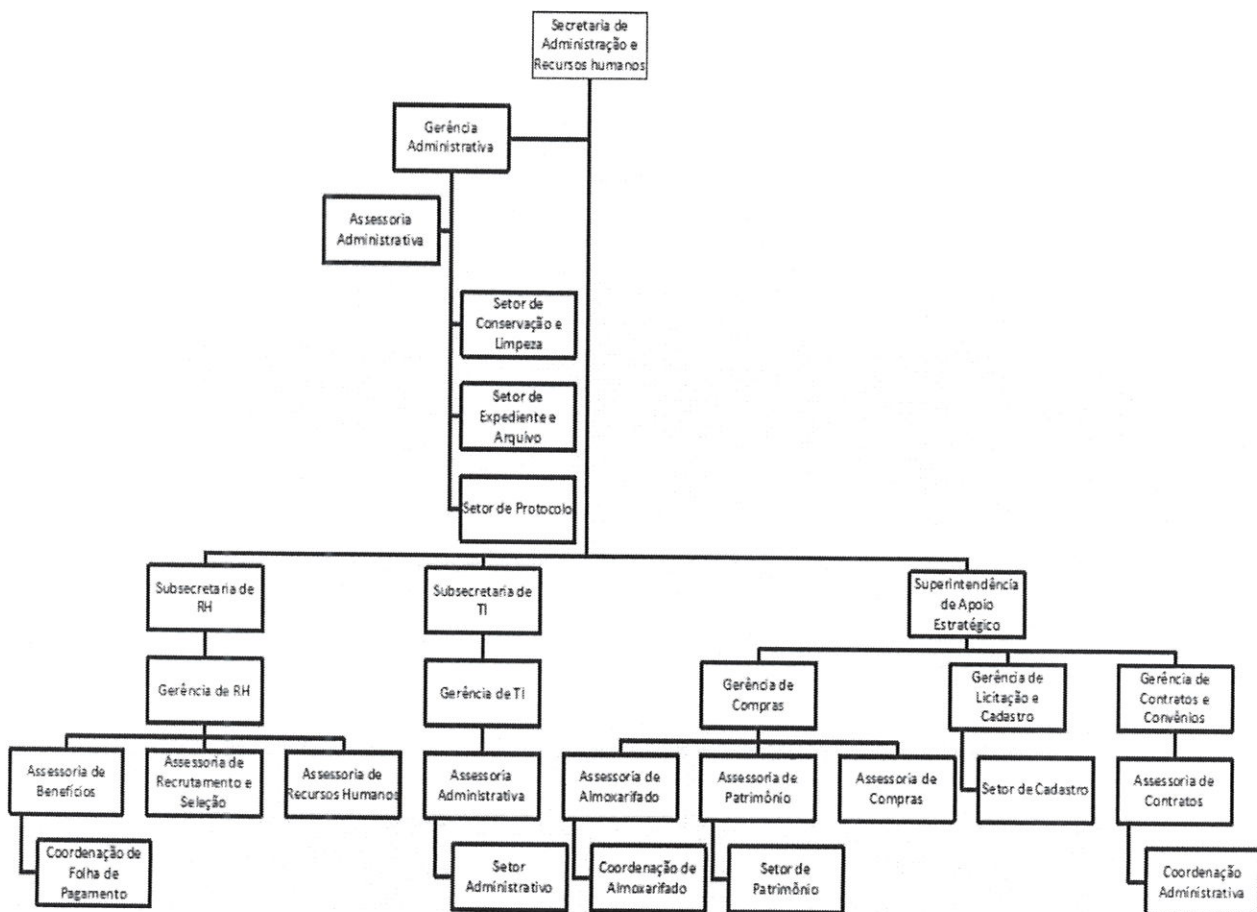 Secretaria de
Administração e
Recursos humanos
Gerência
Administrativa
Assessoria
Administrativa
Setor de
Conservação e
Limpeza
Setor de
Expediente e
Arquivo
Setor de Protocolo
Subsecretaria de
RH
Subsecretaria de
TI
Superintendência
de Apoio
Estratégico
Gerência de RH
Gerência de TI
Gerência de
Compras
Gerência de
Licitação e
Cadastro
Gerência de
Contratos e
Convênios
Assessoria de
Benefícios
Assessoria de
Recrutamento e
Seleção
Assessoria de
Recursos Humanos
Assessoria
Administrativa
Assessoria de
Almoxarifado
Assessoria de
Patrimônio
Assessoria de
Compras
Setor de Cadastro
Assessoria de
Contratos
Coordenação de
Folha de
Pagamento
Setor
Administrativo
Coordenação de
Almoxarifado
Setor de
Patrimônio
Coordenação
Administrativa